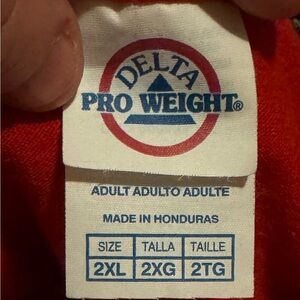 DELTA
PRO WEIGHT®
ADULT ADULTO ADULTE
MADE IN HONDURAS
SIZE TALLA TAILLE
2XL 2XG 2TG